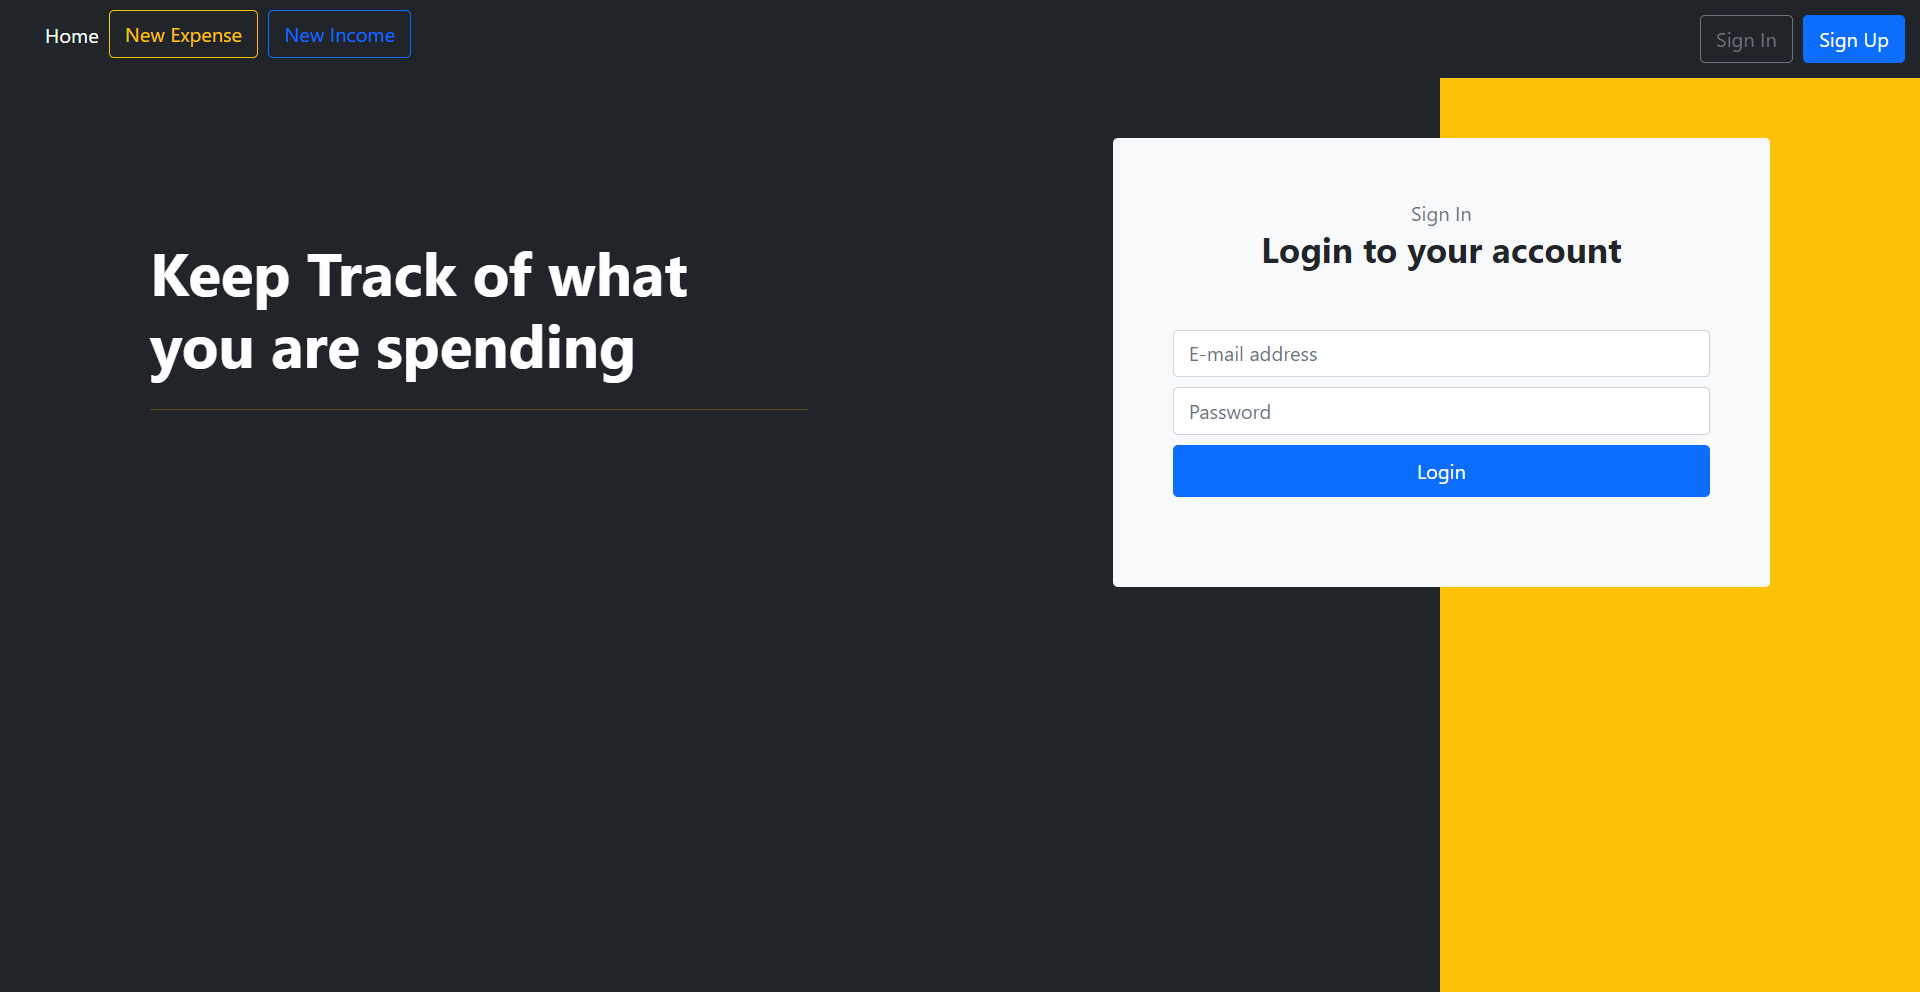 Home New Expense New Income Sign In Sign Up
Keep Track of what
you are spending
Sign In
Login to your account
E-mail address
Password
Login